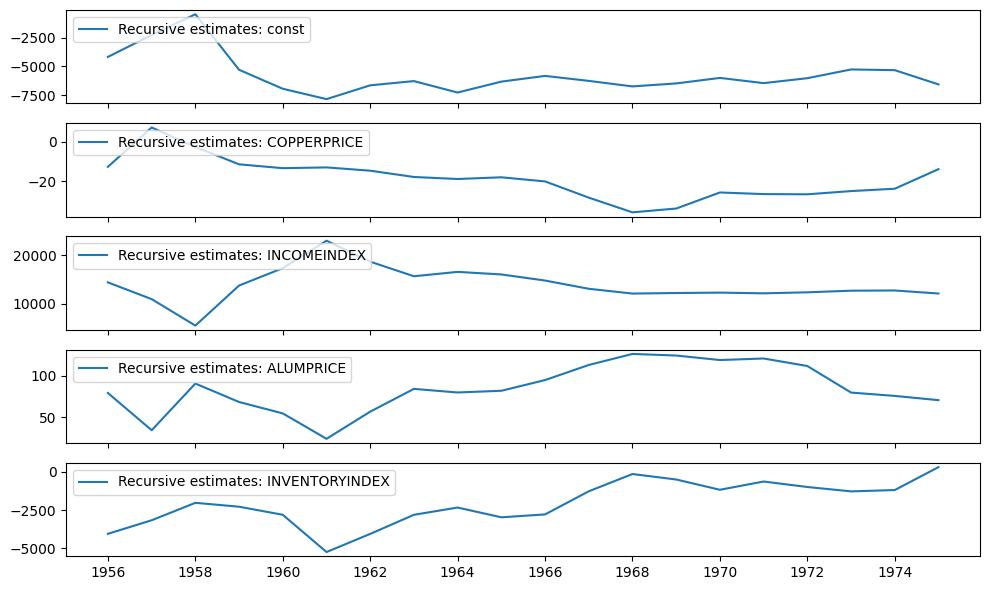 Recursive estimates: const
−2500
−5000
−7500
Recursive estimates: COPPERPRICE
0
−20
Recursive estimates: INCOMEINDEX
20000
10000
Recursive estimates: ALUMPRICE
100
50
Recursive estimates: INVENTORYINDEX
0
−2500
−5000
1956 1958 1960 1962 1964 1966 1968 1970 1972 1974